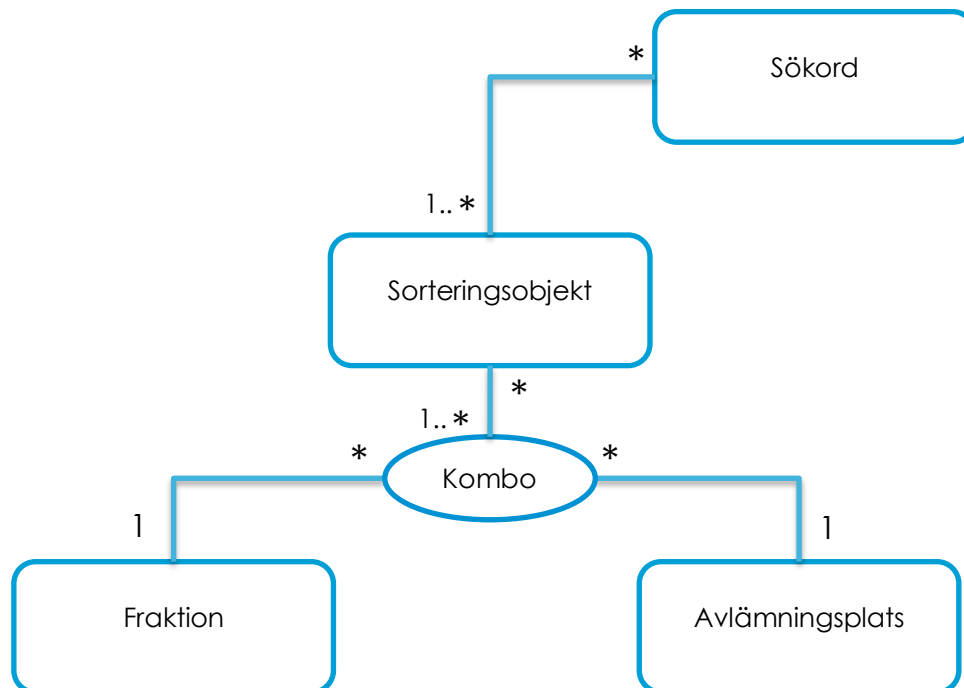 *
Sökord
1.. *
Sorteringsobjekt
*
1.. *
*
Kombo
*
1
1
Fraktion
Avlämningsplats